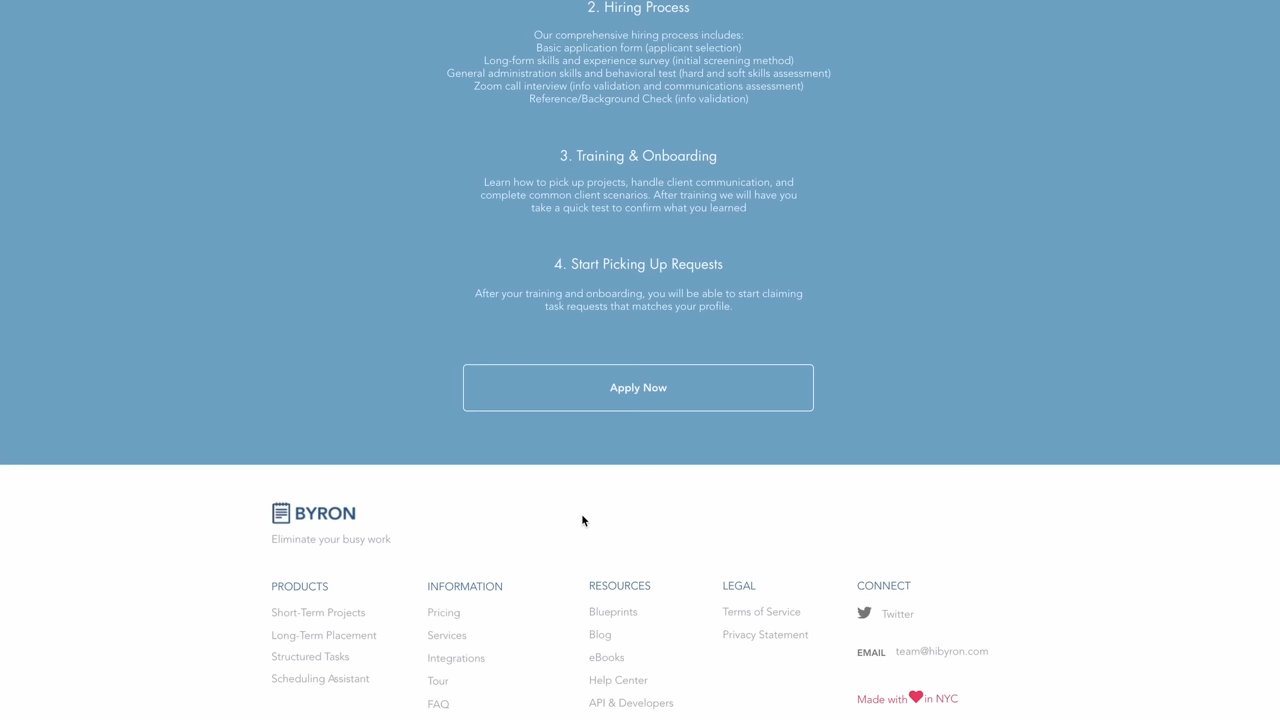 2. Hiring Process
Our comprehensive hiring process includes:
Basic application form (applicant selection)
Long-form skills and experience survey (initial screening method)
General administration skills and behavioral test (hard and soft skills assessment)
Zoom call interview (info validation and communications assessment)
Reference/Background Check (info validation)
3. Training & Onboarding
Learn how to pick up projects, handle client communication, and
complete common client scenarios. After training we will have you
take a quick test to confirm what you learned
4. Start Picking Up Requests
After your training and onboarding, you will be able to start claiming
task requests that matches your profile.
Apply Now
BYRON
Eliminate your busy work
PRODUCTS
Short-Term Projects
Long-Term Placement
Structured Tasks
Scheduling Assistant
INFORMATION
Pricing
Services
Integrations
Tour
FAQ
RESOURCES
Blueprints
Blog
eBooks
Help Center
API & Developers
LEGAL
Terms of Service
Privacy Statement
CONNECT
Twitter
EMAIL team@hibyron.com
Made with in NYC